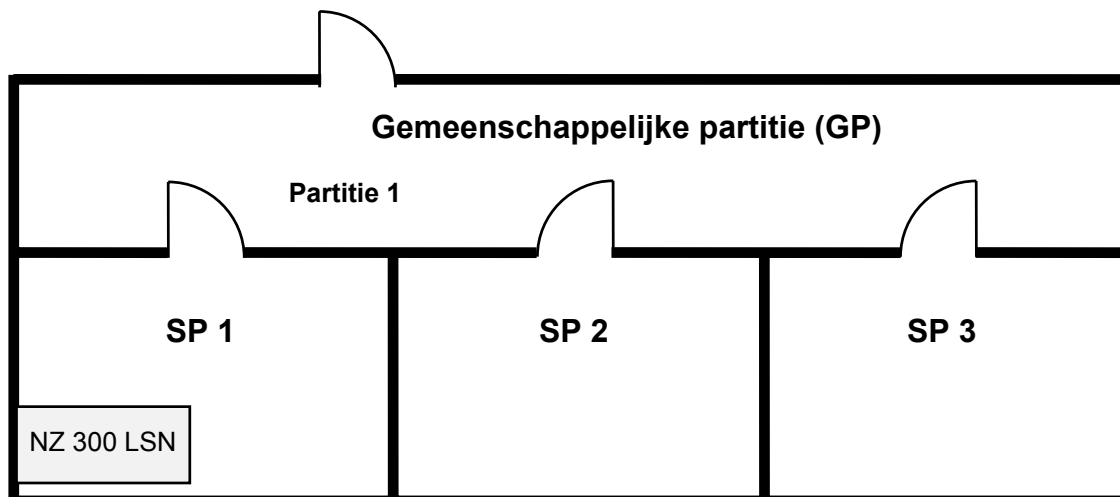 Gemeenschappelijke partitie (GP)
Partitie 1
SP 1
SP 2
SP 3
NZ 300 LSN